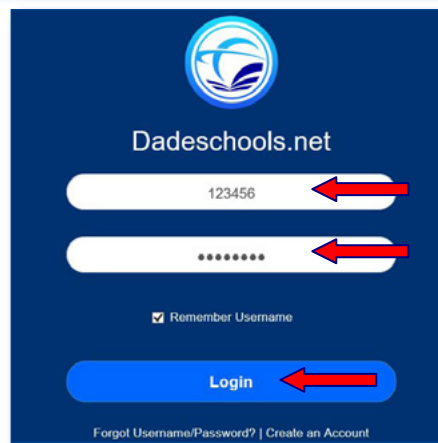 Dadeschools.net
123456
••••••••
Remember Username
Login
Forgot Username/Password? | Create an Account